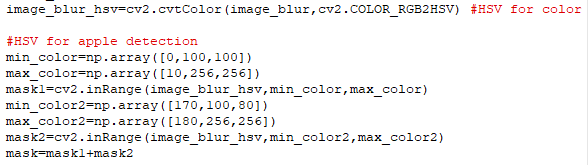 image_blur_hsv=cv2.cvtColor(image_blur,cv2.COLOR_RGB2HSV) #HSV for color
#HSV for apple detection
min_color=np.array([0,100,100])
max_color=np.array([10,256,256])
mask1=cv2.inRange(image_blur_hsv,min_color,max_color)
min_color2=np.array([170,100,80])
max_color2=np.array([180,256,256])
mask2=cv2.inRange(image_blur_hsv,min_color2,max_color2)
mask=mask1+mask2